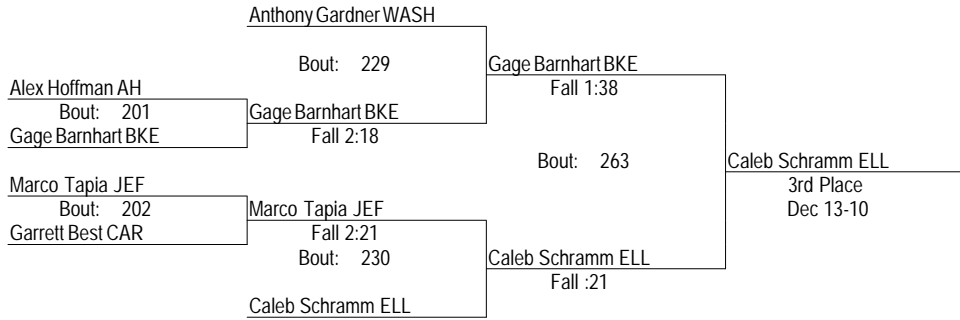 Anthony Gardner WASH
Bout: 229
Gage Barnhart BKE
Fall 1:38
Alex Hoffman AH
Bout: 201
Gage Barnhart BKE
Gage Barnhart BKE
Fall 2:18
Bout: 263
Caleb Schramm ELL
3rd Place
Dec 13-10
Marco Tapia JEF
Bout: 202
Garrett Best CAR
Marco Tapia JEF
Fall 2:21
Bout: 230
Caleb Schramm ELL
Fall :21
Caleb Schramm ELL